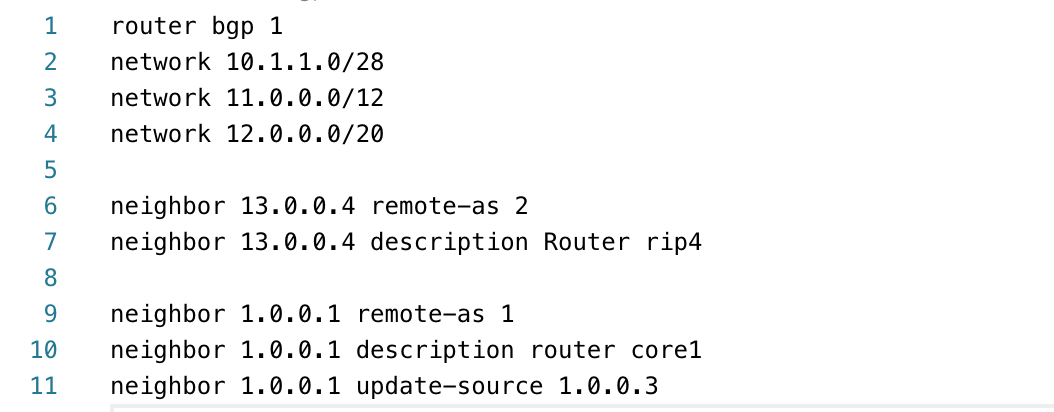 1 router bgp 1
2 network 10.1.1.0/28
3 network 11.0.0.0/12
4 network 12.0.0.0/20
5
6 neighbor 13.0.0.4 remote-as 2
7 neighbor 13.0.0.4 description Router rip4
8
9 neighbor 1.0.0.1 remote-as 1
10 neighbor 1.0.0.1 description router core1
11 neighbor 1.0.0.1 update-source 1.0.0.3